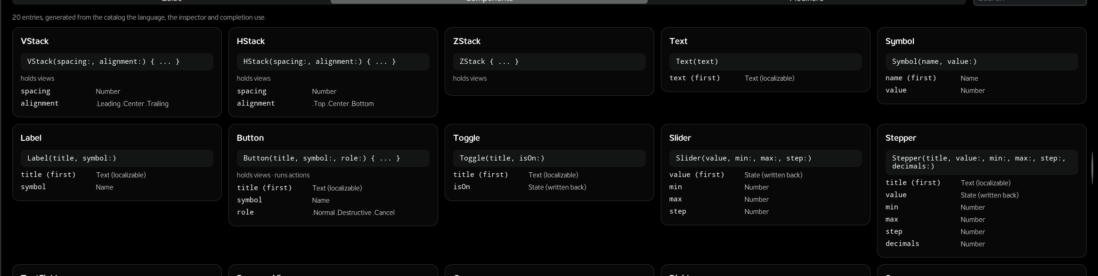 20 entries, generated from the catalog the language, the inspector and completion use.
VStack
VStack(spacing:, alignment:) { ... }
holds views
spacing Number
alignment .Leading .Center .Trailing
HStack
HStack(spacing:, alignment:) { ... }
holds views
spacing Number
alignment .Top .Center .Bottom
ZStack
ZStack { ... }
holds views
Text
Text(text)
text (first) Text (localizable)
Symbol
Symbol(name, value:)
name (first) Name
value Number
Label
Label(title, symbol:)
title (first) Text (localizable)
symbol Name
Button
Button(title, symbol:, role:) { ... }
holds views · runs actions
title (first) Text (localizable)
symbol Name
role .Normal .Destructive .Cancel
Toggle
Toggle(title, isOn:)
title (first) Text (localizable)
isOn State (written back)
Slider
Slider(value, min:, max:, step:)
value (first) State (written back)
min Number
max Number
step Number
Stepper
Stepper(title, value:, min:, max:, step:,
decimals:)
title (first) Text (localizable)
value State (written back)
min Number
max Number
step Number
decimals Number